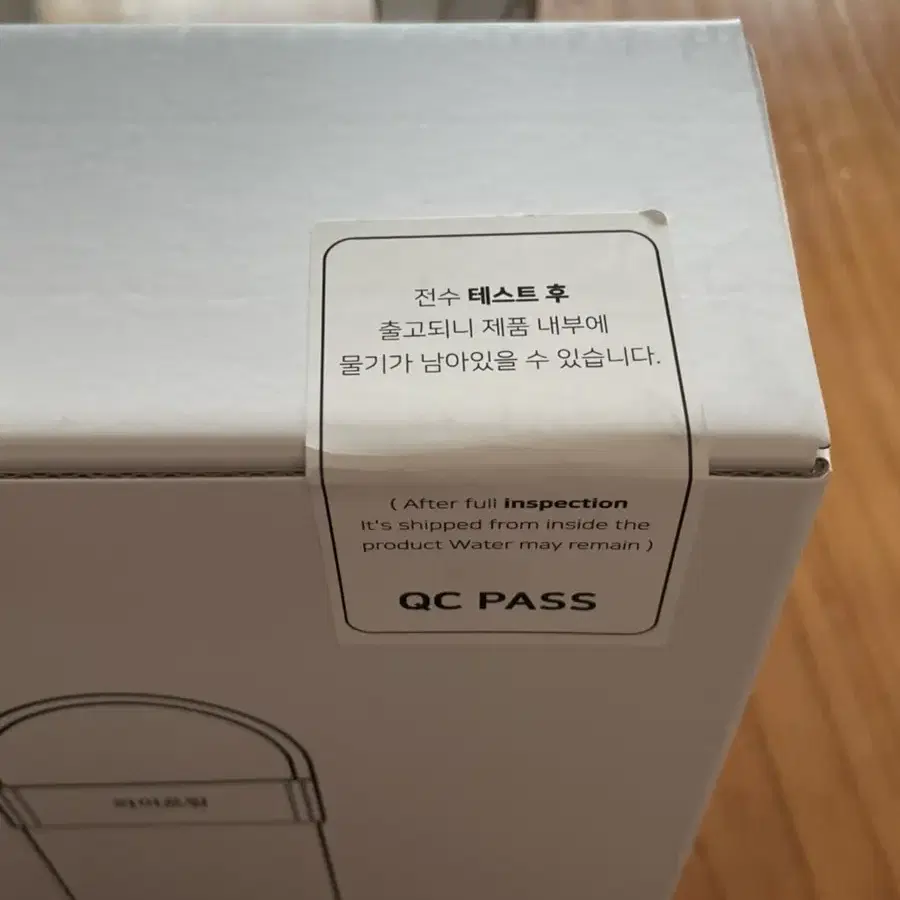 전수 테스트 후
출고되니 제품 내부에
물기가 남아있을 수 있습니다.
( After full inspection
It's shipped from inside the
product Water may remain )
QC PASS